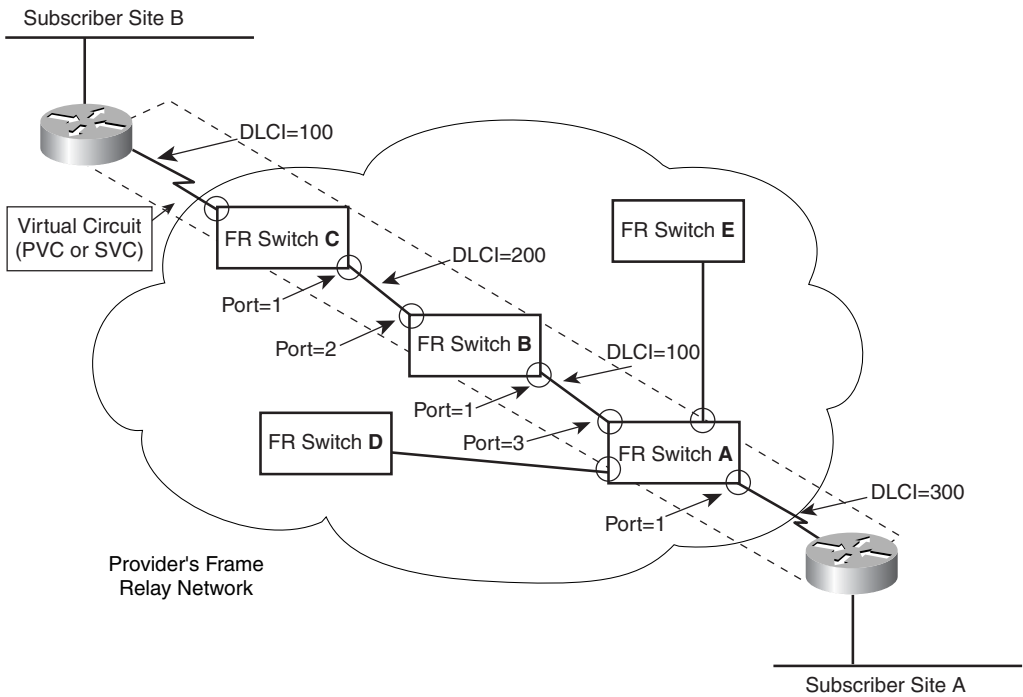 Subscriber Site B
DLCI=100
Virtual Circuit
(PVC or SVC)
FR Switch C
FR Switch E
DLCI=200
Port=1
Port=2
FR Switch B
DLCI=100
Port=1
FR Switch D
Port=3
FR Switch A
DLCI=300
Port=1
Provider's Frame
Relay Network
Subscriber Site A